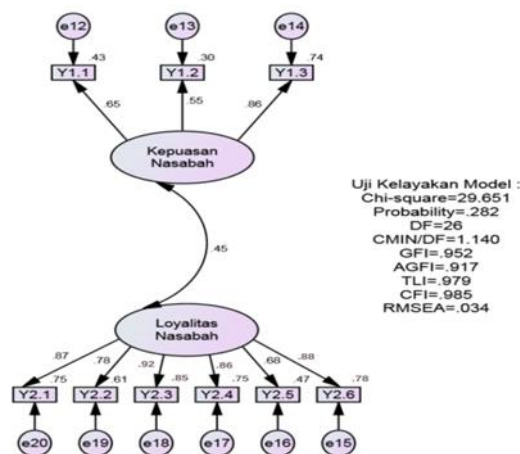 e12 e13 e14
.43 .30 .74
Y1.1 Y1.2 Y1.3
.65 .55 .86
Kepuasan
Nasabah
.45
Uji Kelayakan Model :
Chi-square=29.651
Probability=.282
DF=26
CMIN/DF=1.140
GFI=.952
AGFI=.917
TLI=.979
CFI=.985
RMSEA=.034
Loyalitas
Nasabah
.87 .78 .92 .86 .68 .88
.75 .61 .85 .75 .47 .78
Y2.1 Y2.2 Y2.3 Y2.4 Y2.5 Y2.6
e20 e19 e18 e17 e16 e15